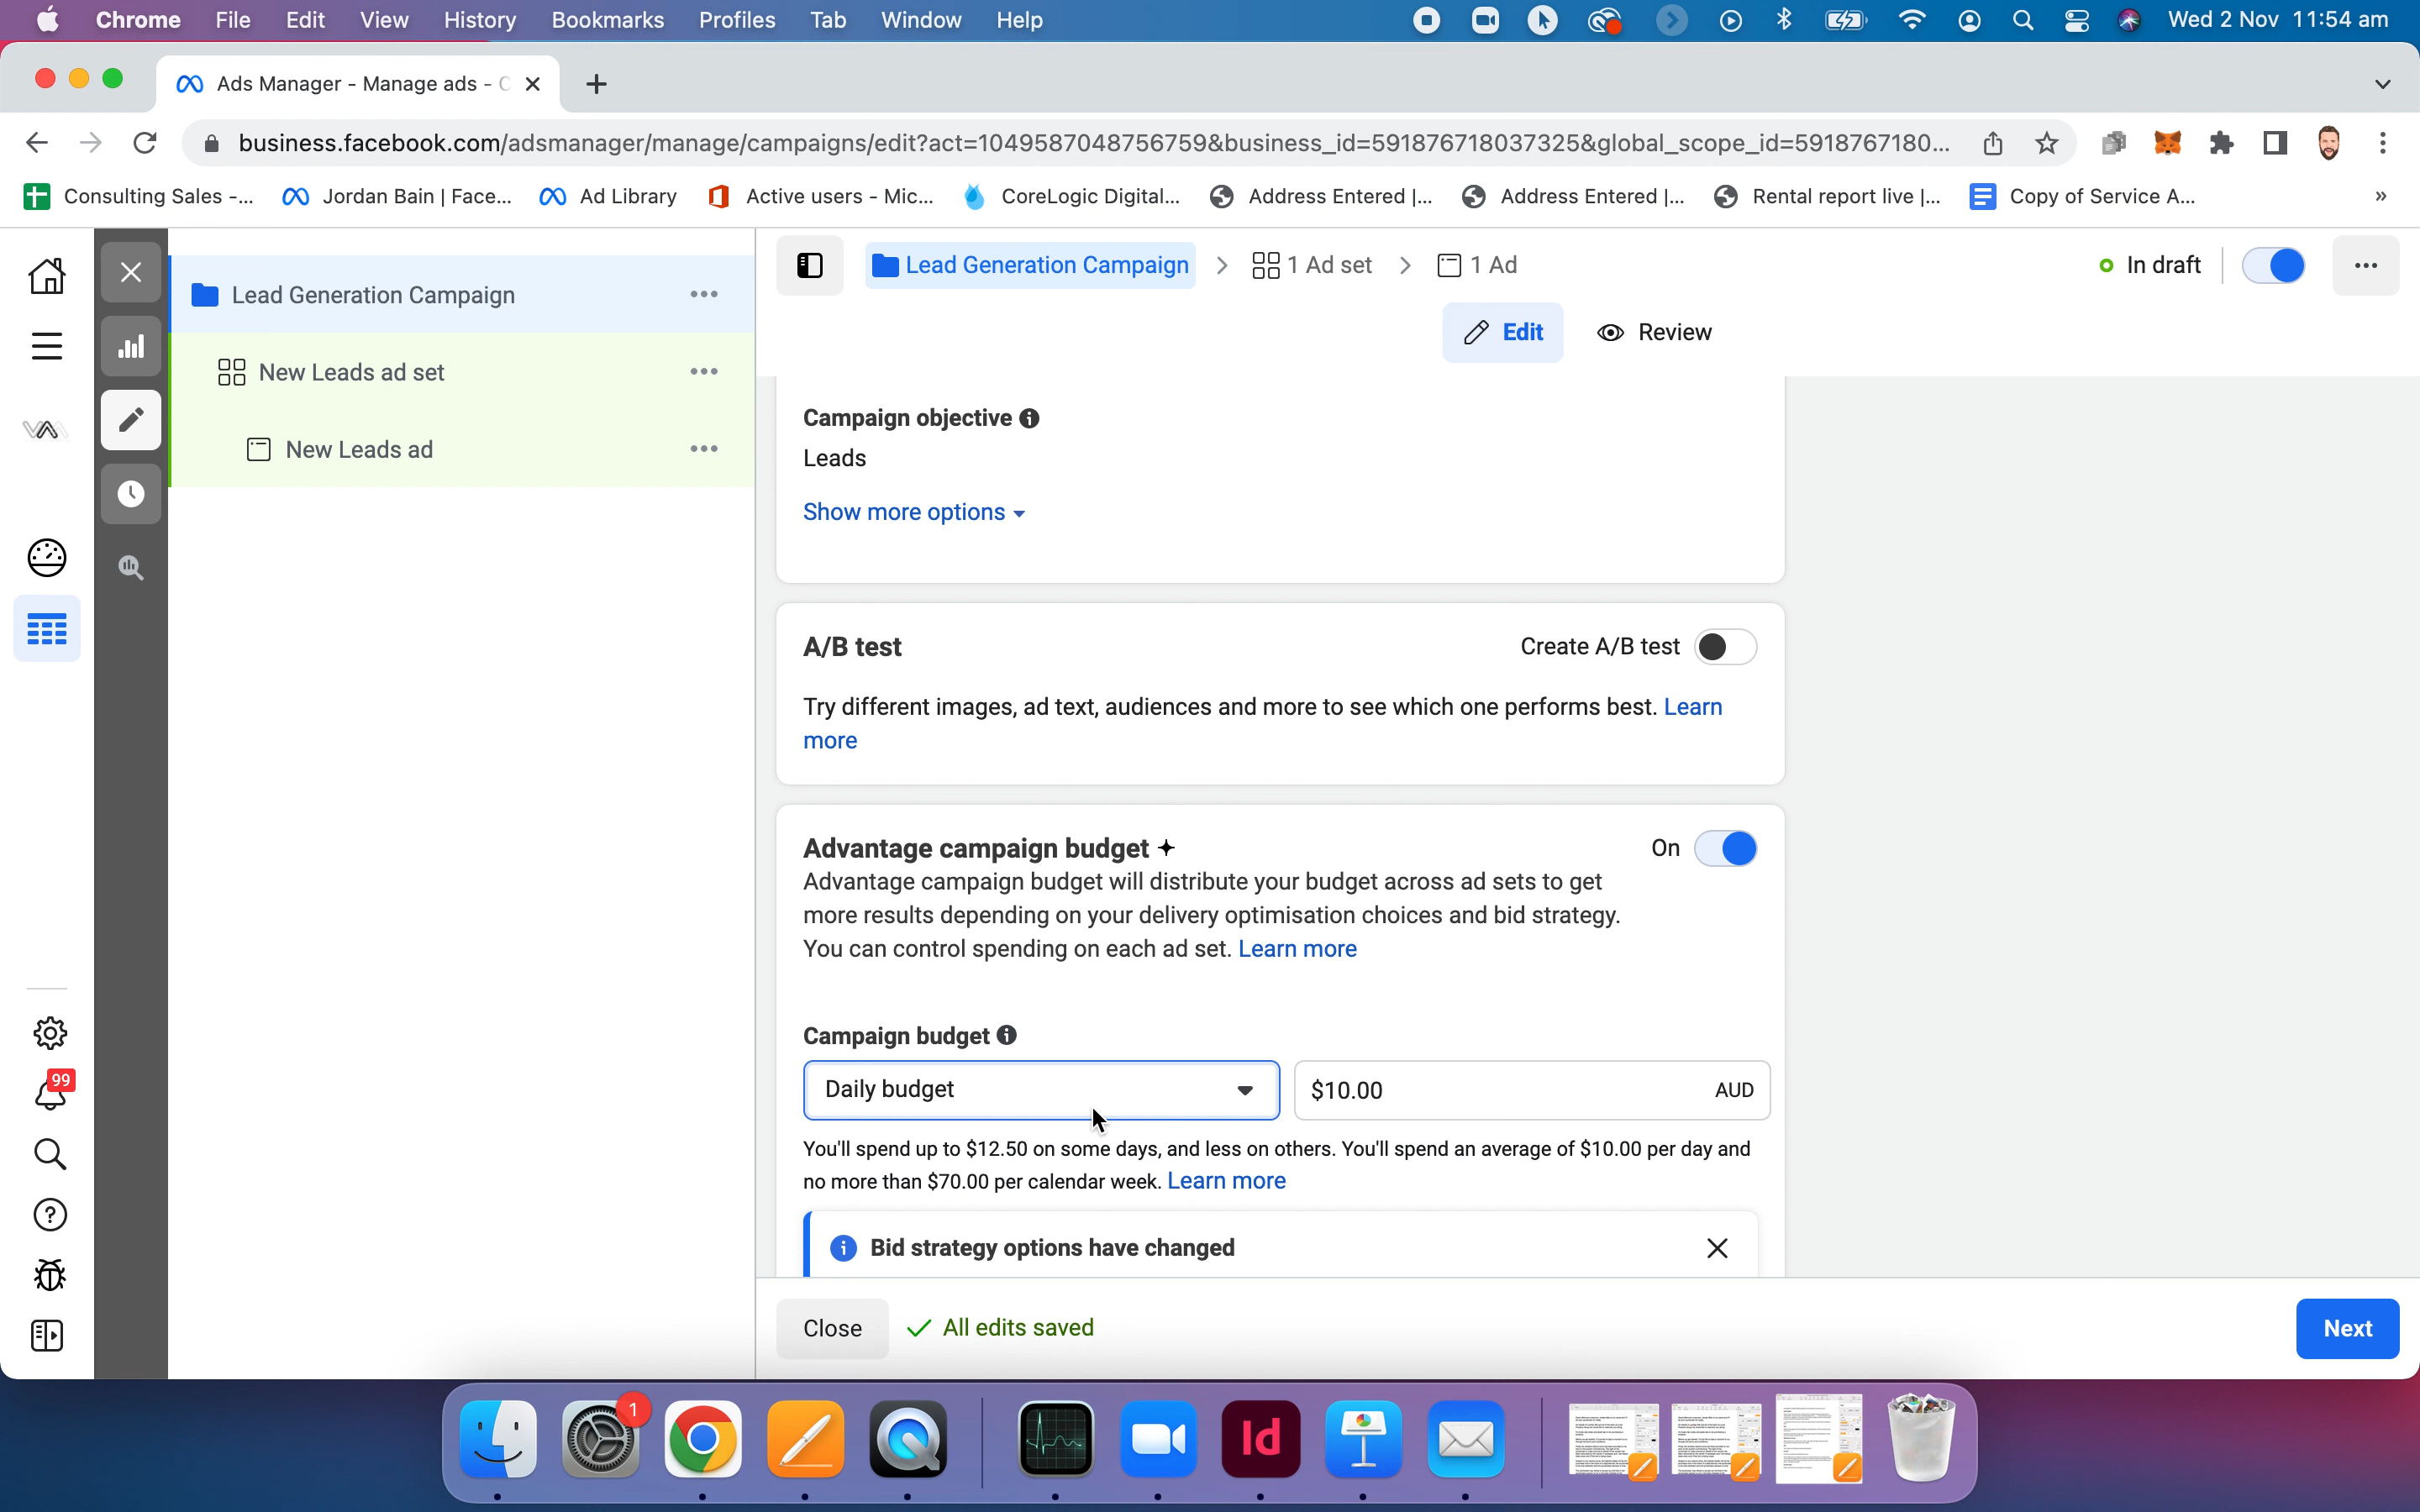 Chrome File Edit View History Bookmarks Profiles Tab Window Help Wed 2 Nov 11:54 am
Ads Manager - Manage ads - C
business.facebook.com/adsmanager/manage/campaigns/edit?act=1049587048756759&business_id=591876718037325&global_scope_id=5918767180...
Consulting Sales -... Jordan Bain | Face... Ad Library Active users - Mic... CoreLogic Digital... Address Entered |... Address Entered |... Rental report live |... Copy of Service A... »
Lead Generation Campaign
New Leads ad set
New Leads ad
99
Lead Generation Campaign > 1 Ad set > 1 Ad In draft
Edit Review
Campaign objective
Leads
Show more options
A/B test Create A/B test
Try different images, ad text, audiences and more to see which one performs best. Learn
more
Advantage campaign budget On
Advantage campaign budget will distribute your budget across ad sets to get
more results depending on your delivery optimisation choices and bid strategy.
You can control spending on each ad set. Learn more
Campaign budget
Daily budget $10.00 AUD
You'll spend up to $12.50 on some days, and less on others. You'll spend an average of $10.00 per day and
no more than $70.00 per calendar week. Learn more
Bid strategy options have changed
Close All edits saved Next
1
Id